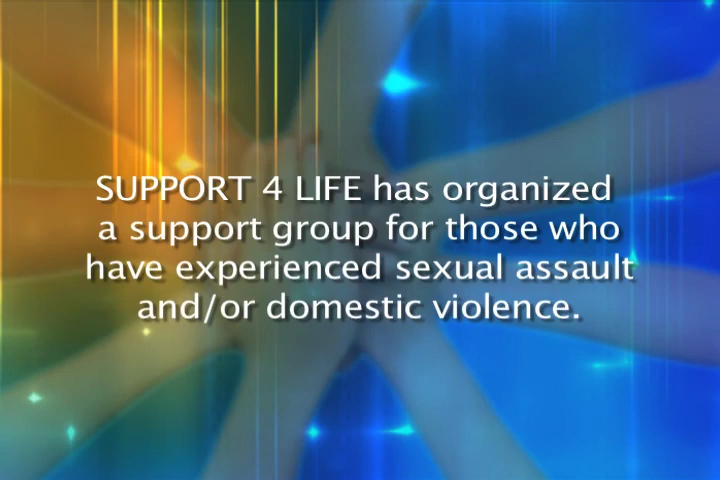 SUPPORT 4 LIFE has organized
a support group for those who
have experienced sexual assault
and/or domestic violence.